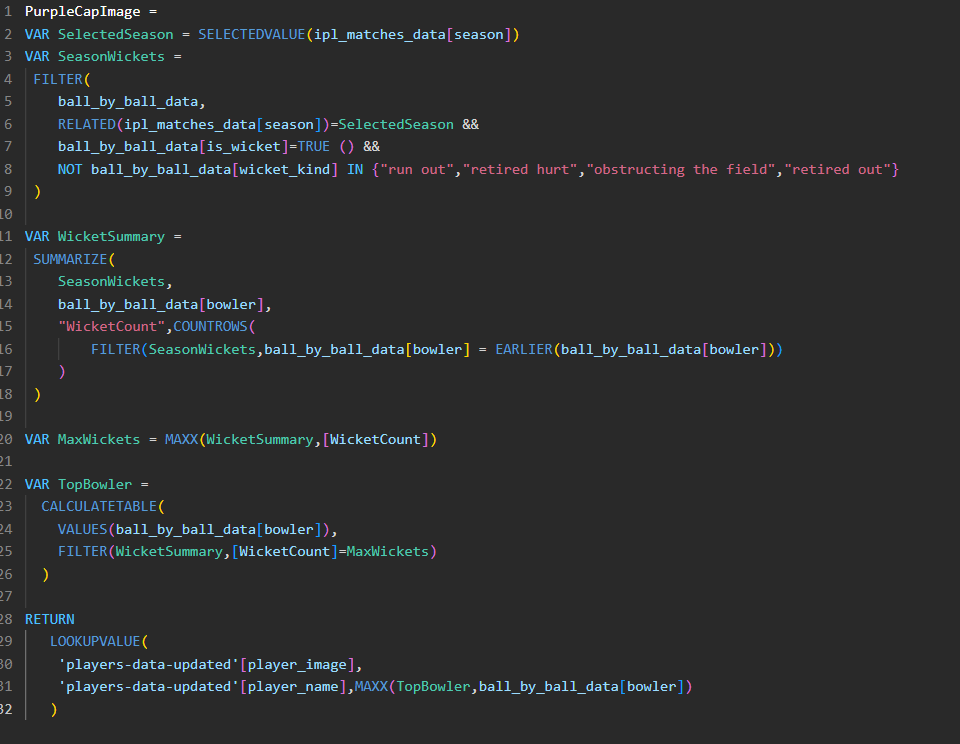 1 PurpleCapImage =
2 VAR SelectedSeason = SELECTEDVALUE(ipl_matches_data[season])
3 VAR SeasonWickets =
4 FILTER(
5 ball_by_ball_data,
6 RELATED(ipl_matches_data[season])=SelectedSeason &&
7 ball_by_ball_data[is_wicket]=TRUE () &&
8 NOT ball_by_ball_data[wicket_kind] IN {"run out","retired hurt","obstructing the field","retired out"}
9 )
10
11 VAR WicketSummary =
12 SUMMARIZE(
13 SeasonWickets,
14 ball_by_ball_data[bowler],
15 "WicketCount",COUNTROWS(
16 FILTER(SeasonWickets,ball_by_ball_data[bowler] = EARLIER(ball_by_ball_data[bowler]))
17 )
18 )
19
20 VAR MaxWickets = MAXX(WicketSummary,[WicketCount])
21
22 VAR TopBowler =
23 CALCULATETABLE(
24 VALUES(ball_by_ball_data[bowler]),
25 FILTER(WicketSummary,[WicketCount]=MaxWickets)
26 )
27
28 RETURN
29 LOOKUPVALUE(
30 'players-data-updated'[player_image],
31 'players-data-updated'[player_name],MAXX(TopBowler,ball_by_ball_data[bowler])
32 )